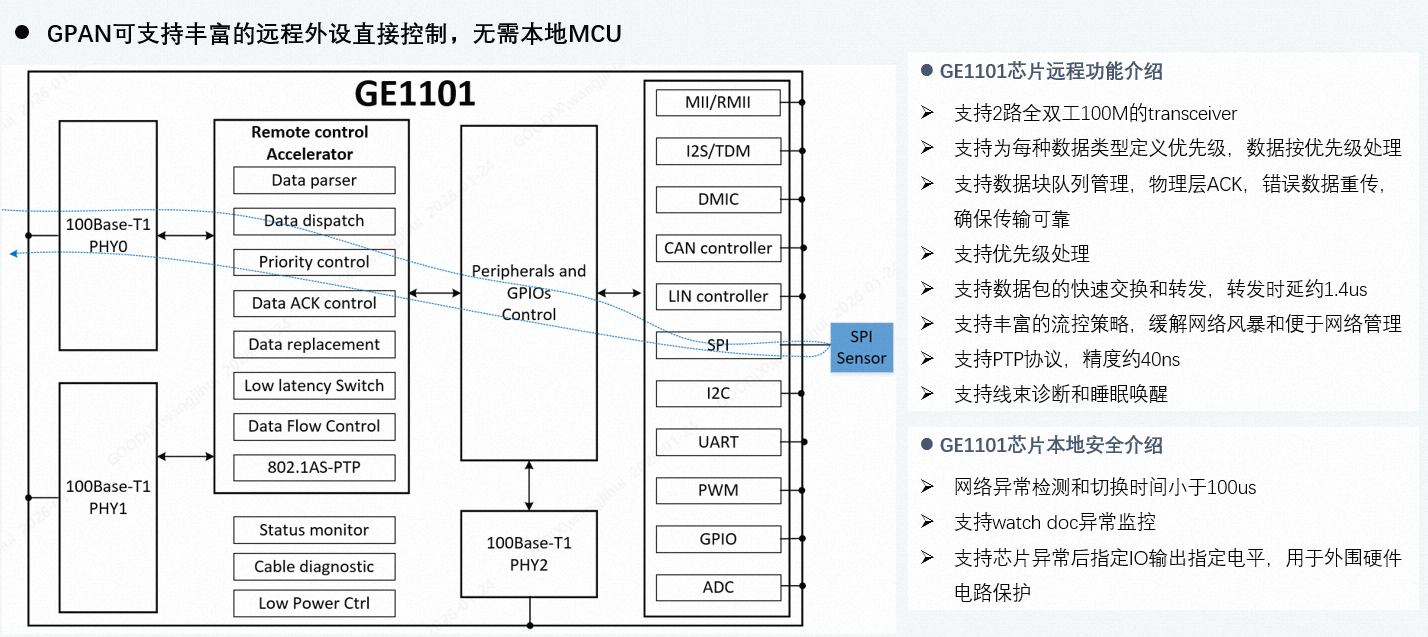 ● GPAN可支持丰富的远程外设直接控制，无需本地MCU
GE1101
100Base-T1
PHY0
100Base-T1
PHY1
Remote control
Accelerator
Data parser
Data dispatch
Priority control
Data ACK control
Data replacement
Low latency Switch
Data Flow Control
802.1AS-PTP
Status monitor
Cable diagnostic
Low Power Ctrl
Peripherals and
GPIOs
Control
100Base-T1
PHY2
MII/RMII
I2S/TDM
DMIC
CAN controller
LIN controller
SPI
I2C
UART
PWM
GPIO
ADC
SPI
Sensor
● GE1101芯片远程功能介绍
➢ 支持2路全双工100M的transceiver
➢ 支持为每种数据类型定义优先级，数据按优先级处理
➢ 支持数据块队列管理，物理层ACK，错误数据重传，
确保传输可靠
➢ 支持优先级处理
➢ 支持数据包的快速交换和转发，转发时延约1.4us
➢ 支持丰富的流控策略，缓解网络风暴和便于网络管理
➢ 支持PTP协议，精度约40ns
➢ 支持线束诊断和睡眠唤醒
● GE1101芯片本地安全介绍
➢ 网络异常检测和切换时间小于100us
➢ 支持watch doc异常监控
➢ 支持芯片异常后指定IO输出指定电平，用于外围硬件
电路保护